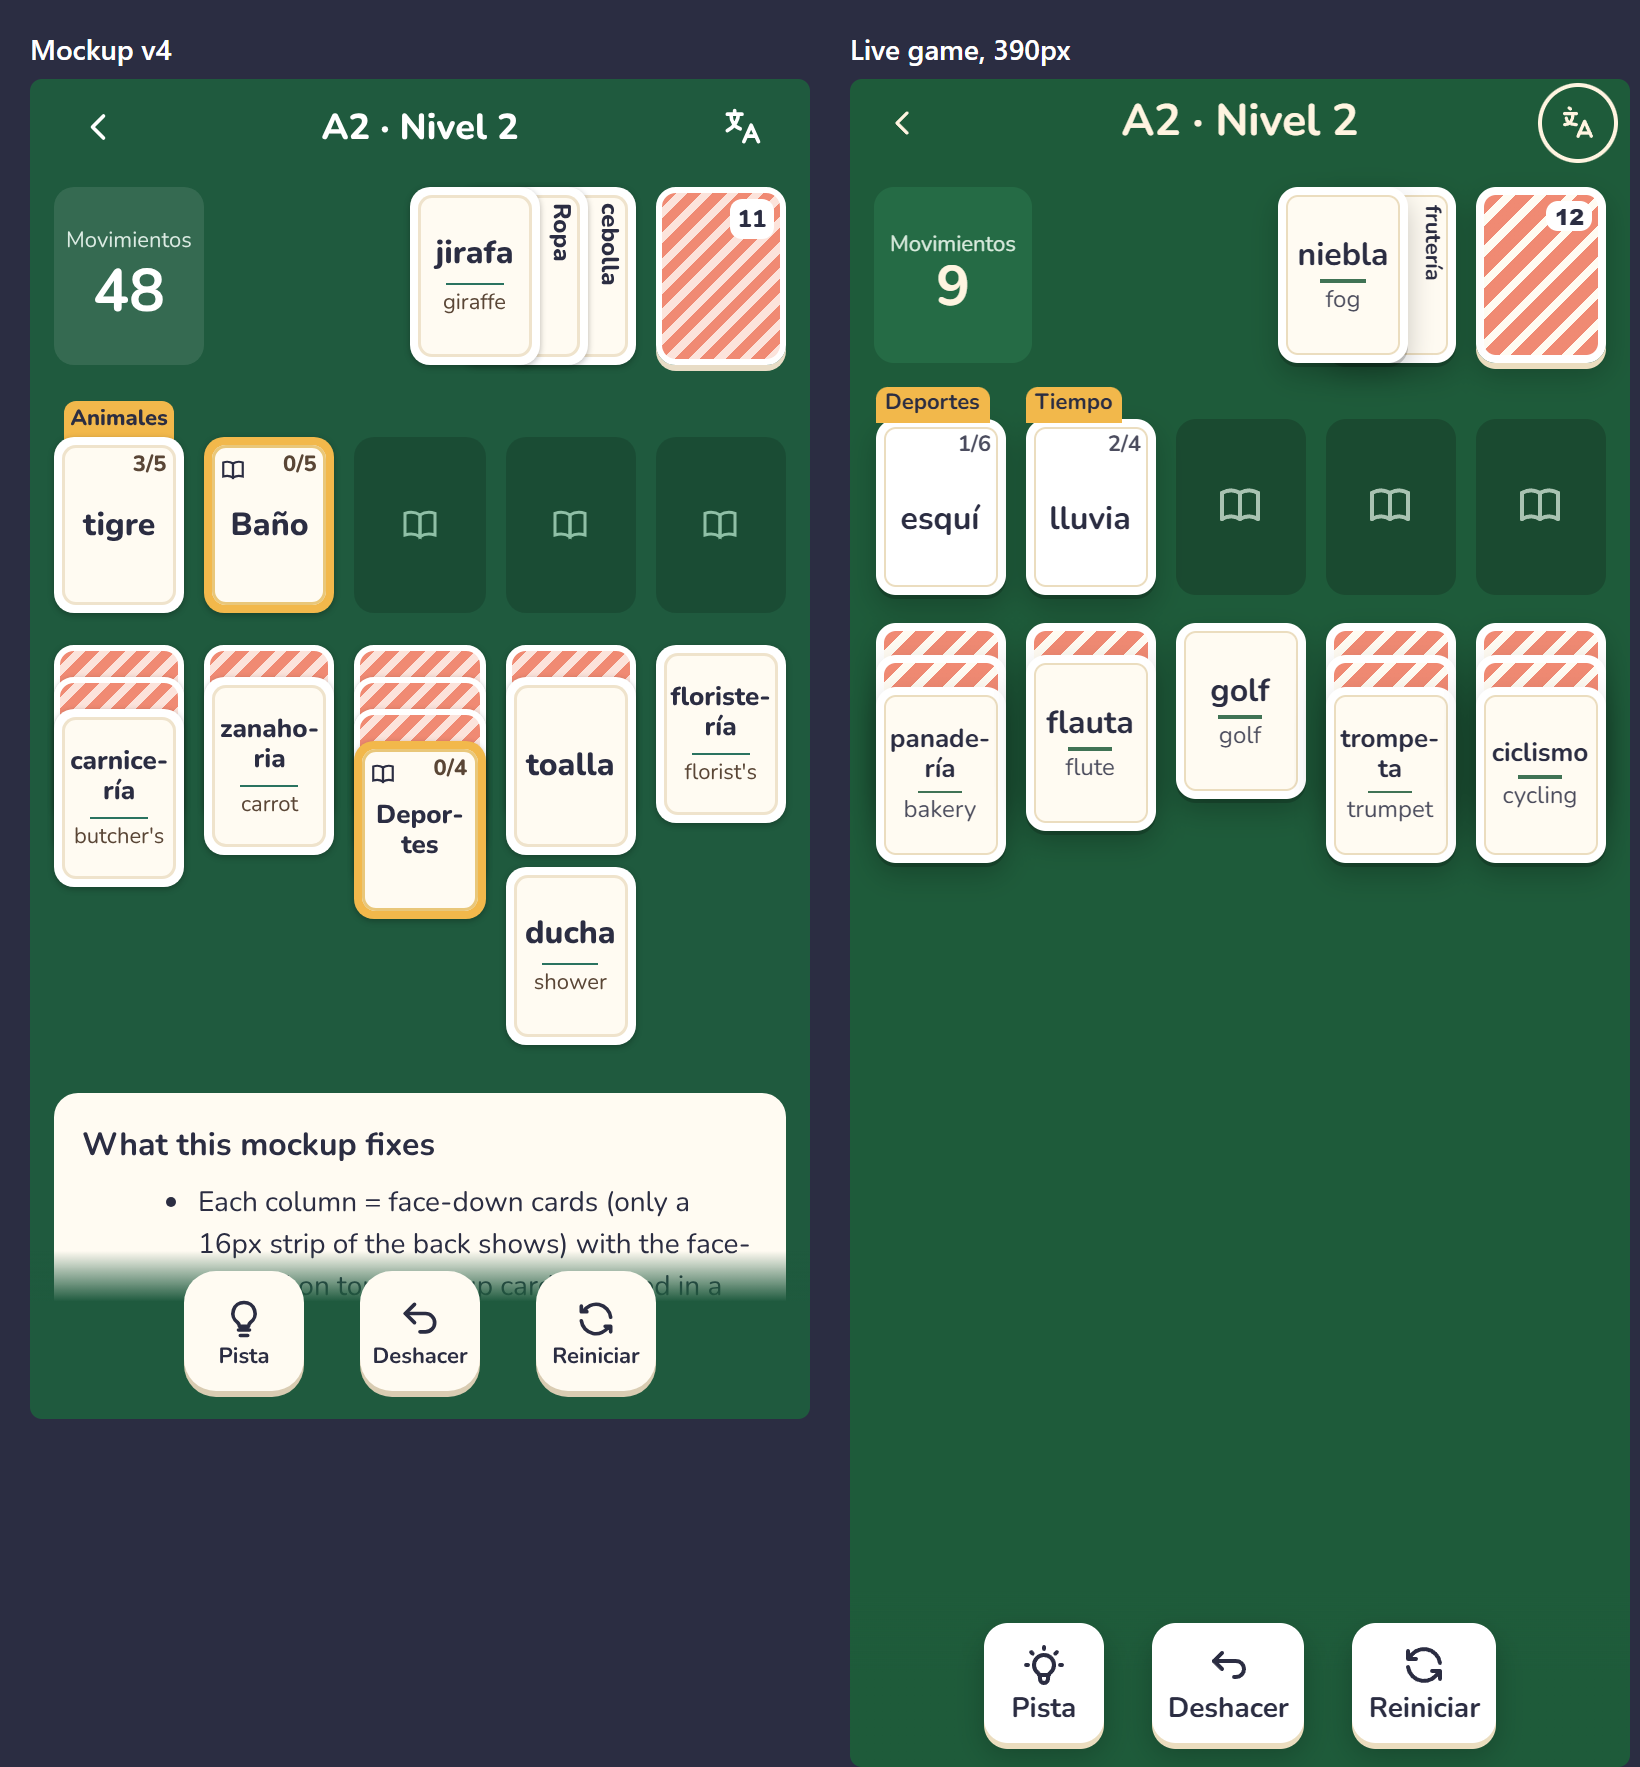 Mockup v4
A2 · Nivel 2
Movimientos
48
jirafa
giraffe
Ropa
cebolla
11
Animales
3/5
tigre
0/5
Baño
carnice-
ría
butcher's
zanaho-
ria
carrot
0/4
Depor-
tes
toalla
ducha
shower
floriste-
ría
florist's
What this mockup fixes
• Each column = face-down cards (only a
16px strip of the back shows) with the face-
on
in a
Pista
Deshacer
Reiniciar
Live game, 390px
A2 · Nivel 2
Movimientos
9
niebla
fog
frutería
12
Deportes
1/6
esquí
Tiempo
2/4
lluvia
panade-
ría
bakery
flauta
flute
golf
golf
trompe-
ta
trumpet
ciclismo
cycling
Pista
Deshacer
Reiniciar